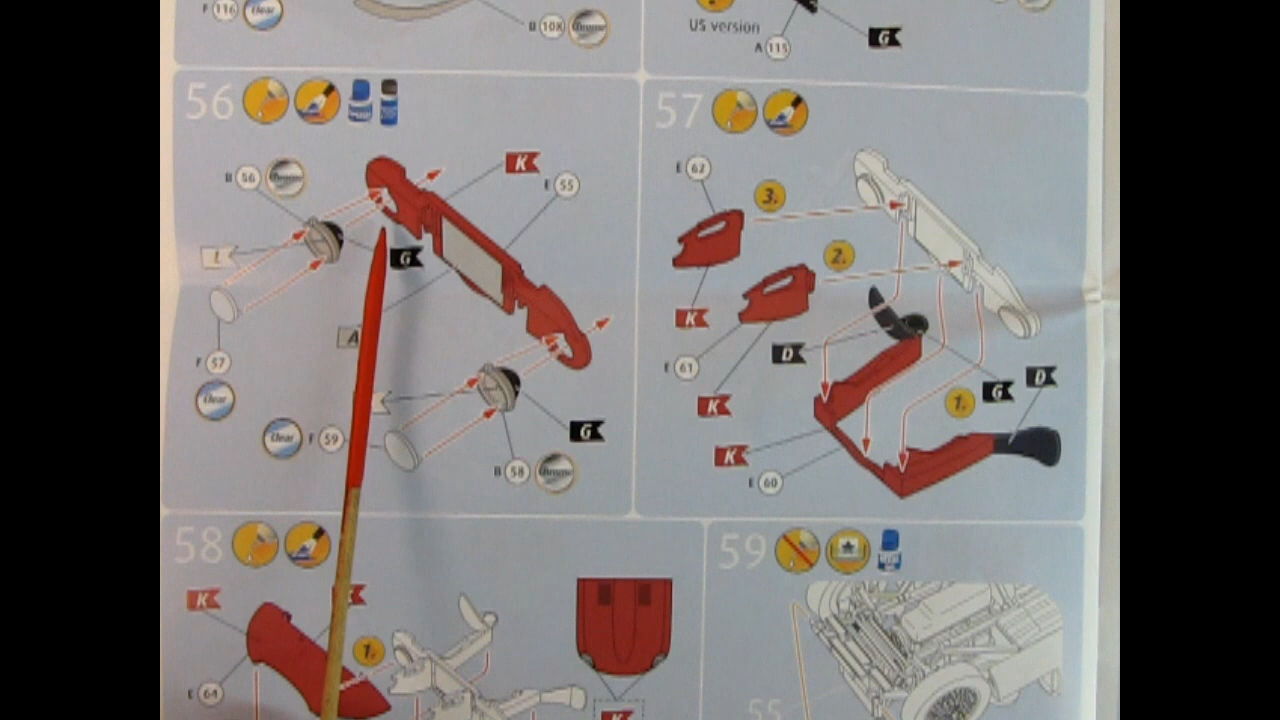 F 116 Clear
B 108 Chrome
US version
A 115
G
56
B 56 Chrome
K
E 55
L
G
F 57
A
Clear
Clear F 59
G
B 58 Chrome
57
E 62
3.
2.
K
D
E 61
G
D
1.
K
K
E 60
58
K
K
1.
E 64
K
59
55